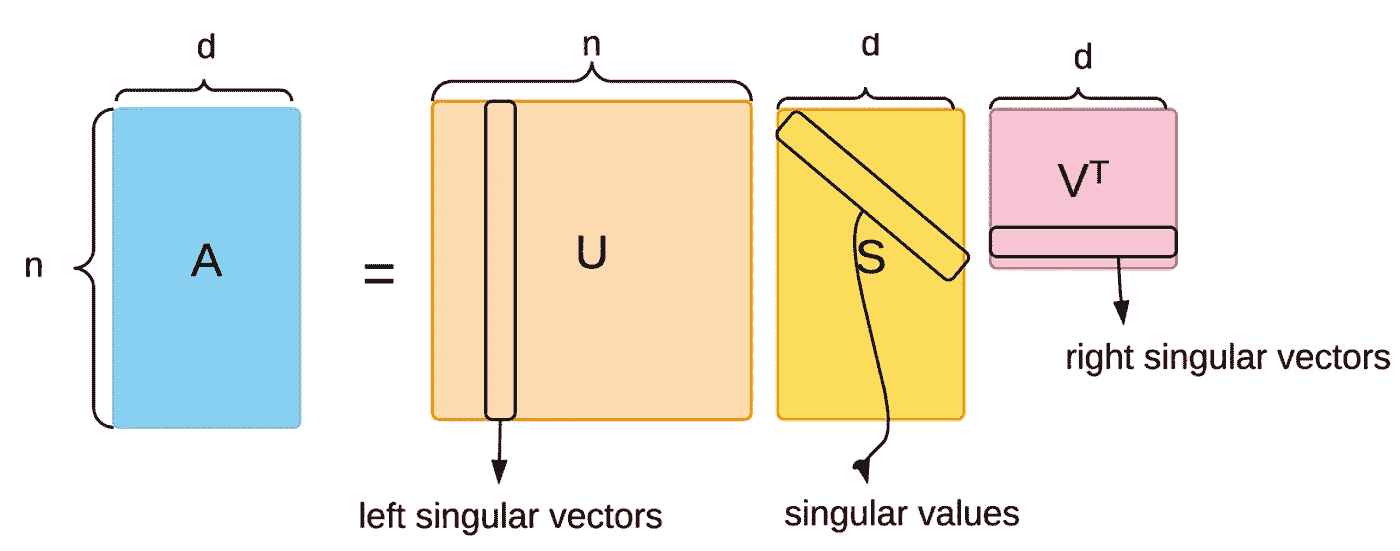 d
n
d
d
n
A
=
U
S
V^T
right singular vectors
left singular vectors
singular values